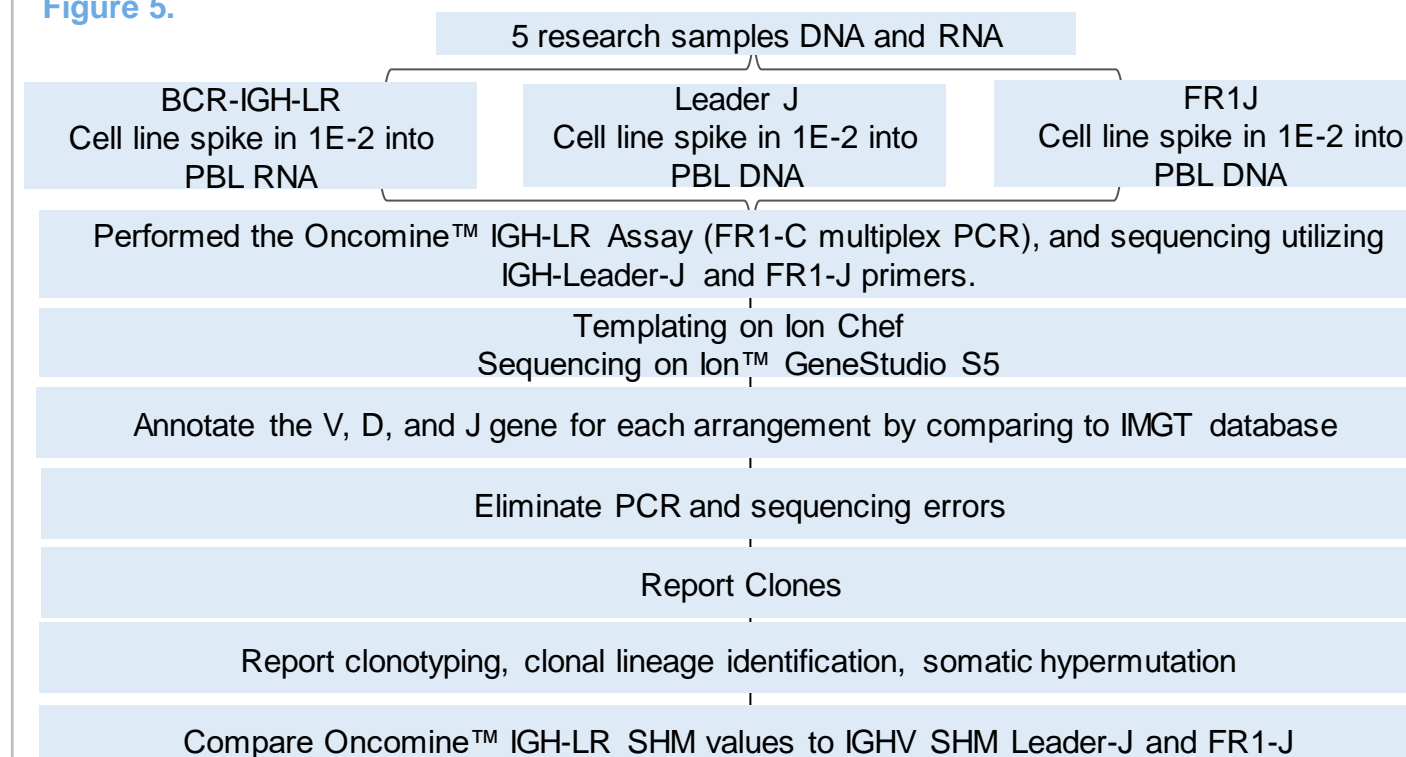 Figure 5.
5 research samples DNA and RNA
BCR-IGH-LR
Cell line spike in 1E-2 into
PBL RNA
Leader J
Cell line spike in 1E-2 into
PBL DNA
FR1J
Cell line spike in 1E-2 into
PBL DNA
Performed the Oncomine™ IGH-LR Assay (FR1-C multiplex PCR), and sequencing utilizing
IGH-Leader-J and FR1-J primers.
Templating on Ion Chef
Sequencing on Ion™ GeneStudio S5
Annotate the V, D, and J gene for each arrangement by comparing to IMGT database
Eliminate PCR and sequencing errors
Report Clones
Report clonotyping, clonal lineage identification, somatic hypermutation
Compare Oncomine™ IGH-LR SHM values to IGHV SHM Leader-J and FR1-J